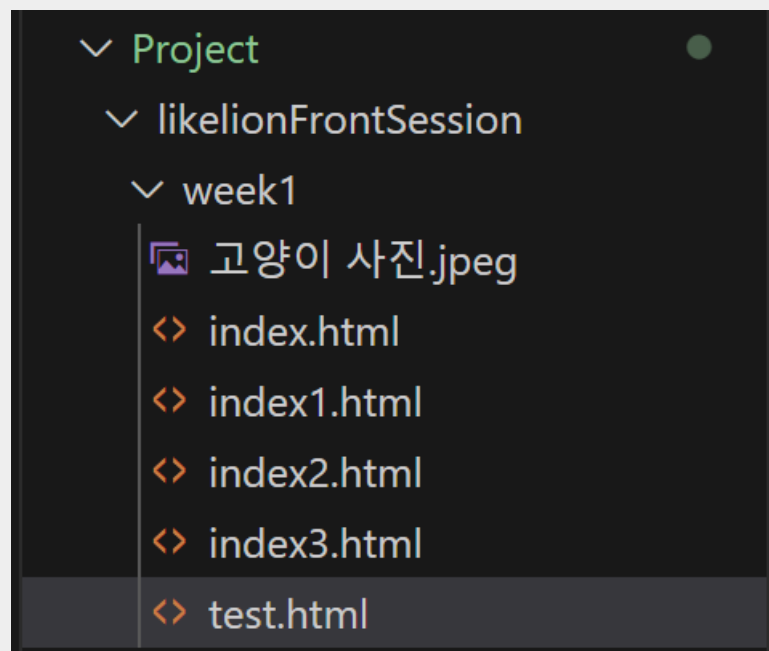 Project
likelionFrontSession
week1
고양이 사진.jpeg
index.html
index1.html
index2.html
index3.html
test.html